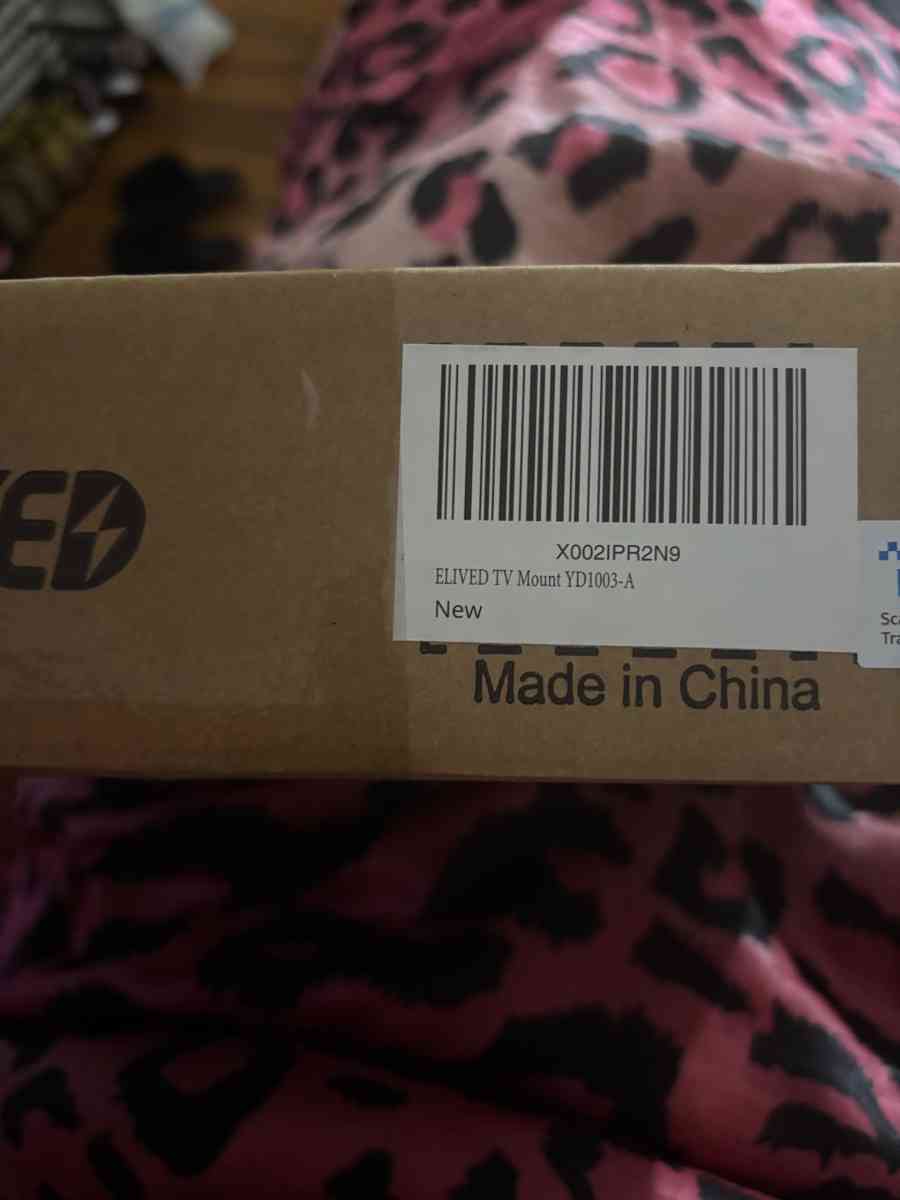 ED
X002IPR2N9
ELIVED TV Mount YD1003-A
New
Made in China